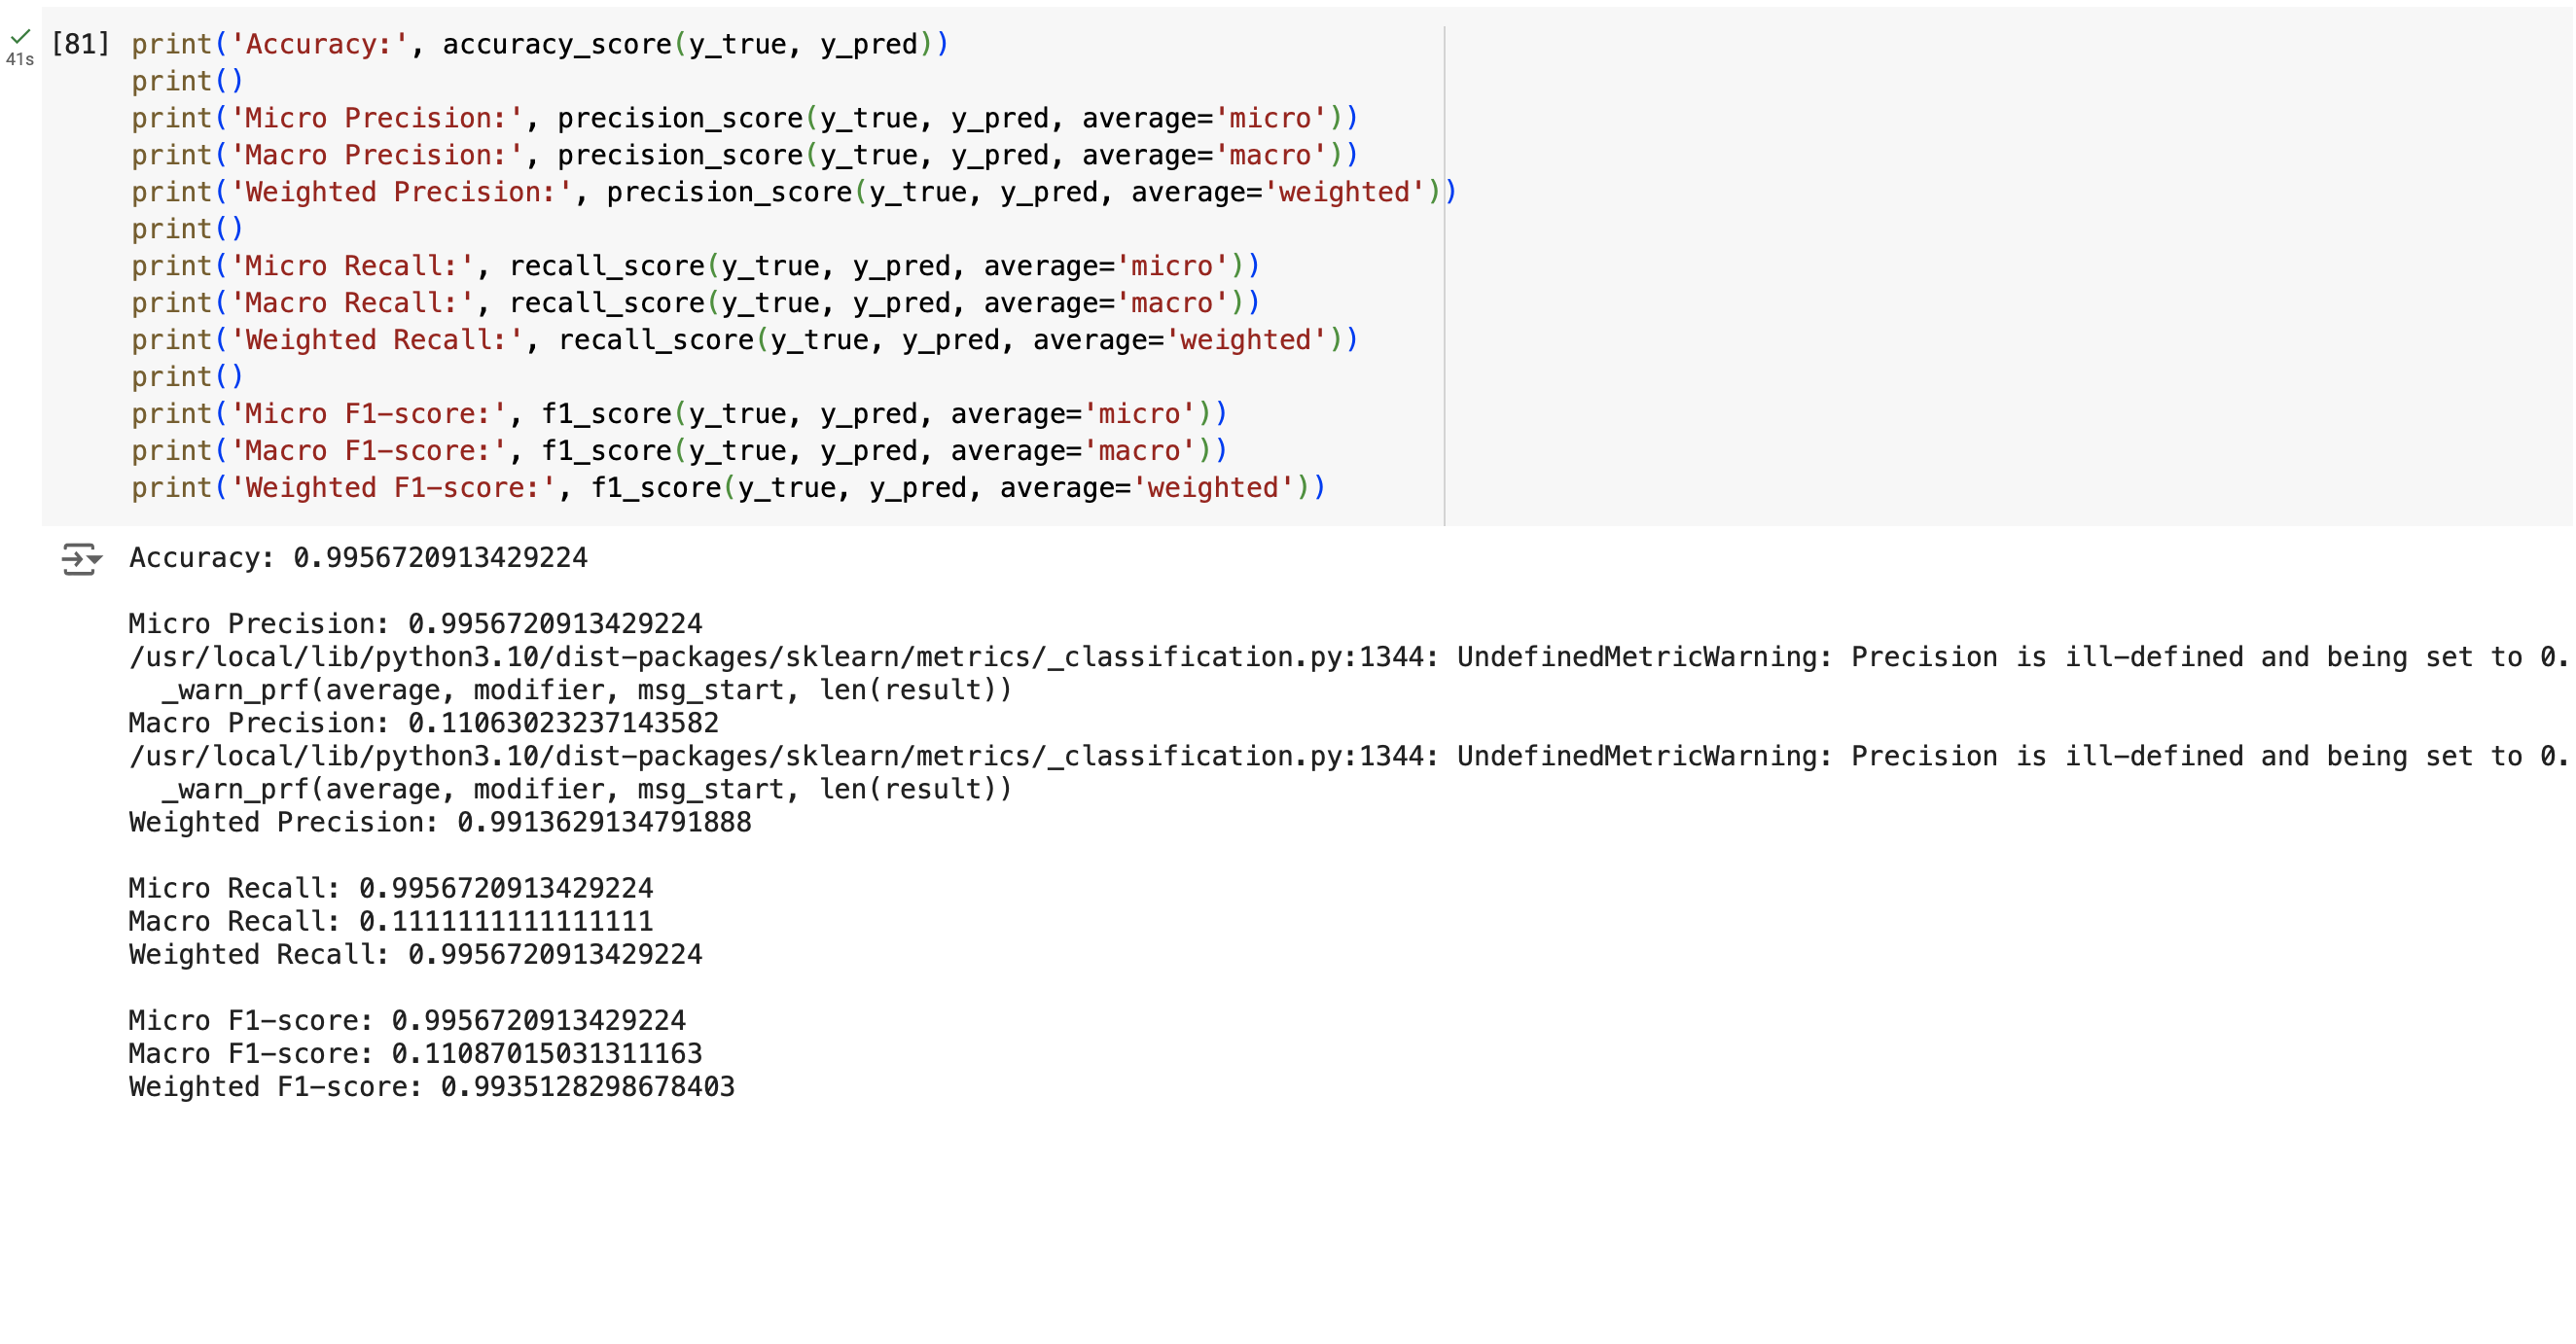 [81] print('Accuracy:', accuracy_score(y_true, y_pred))
41s
print()
print('Micro Precision:', precision_score(y_true, y_pred, average='micro'))
print('Macro Precision:', precision_score(y_true, y_pred, average='macro'))
print('Weighted Precision:', precision_score(y_true, y_pred, average='weighted'))
print()
print('Micro Recall:', recall_score(y_true, y_pred, average='micro'))
print('Macro Recall:', recall_score(y_true, y_pred, average='macro'))
print('Weighted Recall:', recall_score(y_true, y_pred, average='weighted'))
print()
print('Micro F1-score:', f1_score(y_true, y_pred, average='micro'))
print('Macro F1-score:', f1_score(y_true, y_pred, average='macro'))
print('Weighted F1-score:', f1_score(y_true, y_pred, average='weighted'))
Accuracy: 0.9956720913429224
Micro Precision: 0.9956720913429224
/usr/local/lib/python3.10/dist-packages/sklearn/metrics/_classification.py:1344: UndefinedMetricWarning: Precision is ill-defined and being set to 0.
_warn_prf(average, modifier, msg_start, len(result))
Macro Precision: 0.11063023237143582
/usr/local/lib/python3.10/dist-packages/sklearn/metrics/_classification.py:1344: UndefinedMetricWarning: Precision is ill-defined and being set to 0.
_warn_prf(average, modifier, msg_start, len(result))
Weighted Precision: 0.9913629134791888
Micro Recall: 0.9956720913429224
Macro Recall: 0.1111111111111111
Weighted Recall: 0.9956720913429224
Micro F1-score: 0.9956720913429224
Macro F1-score: 0.11087015031311163
Weighted F1-score: 0.9935128298678403